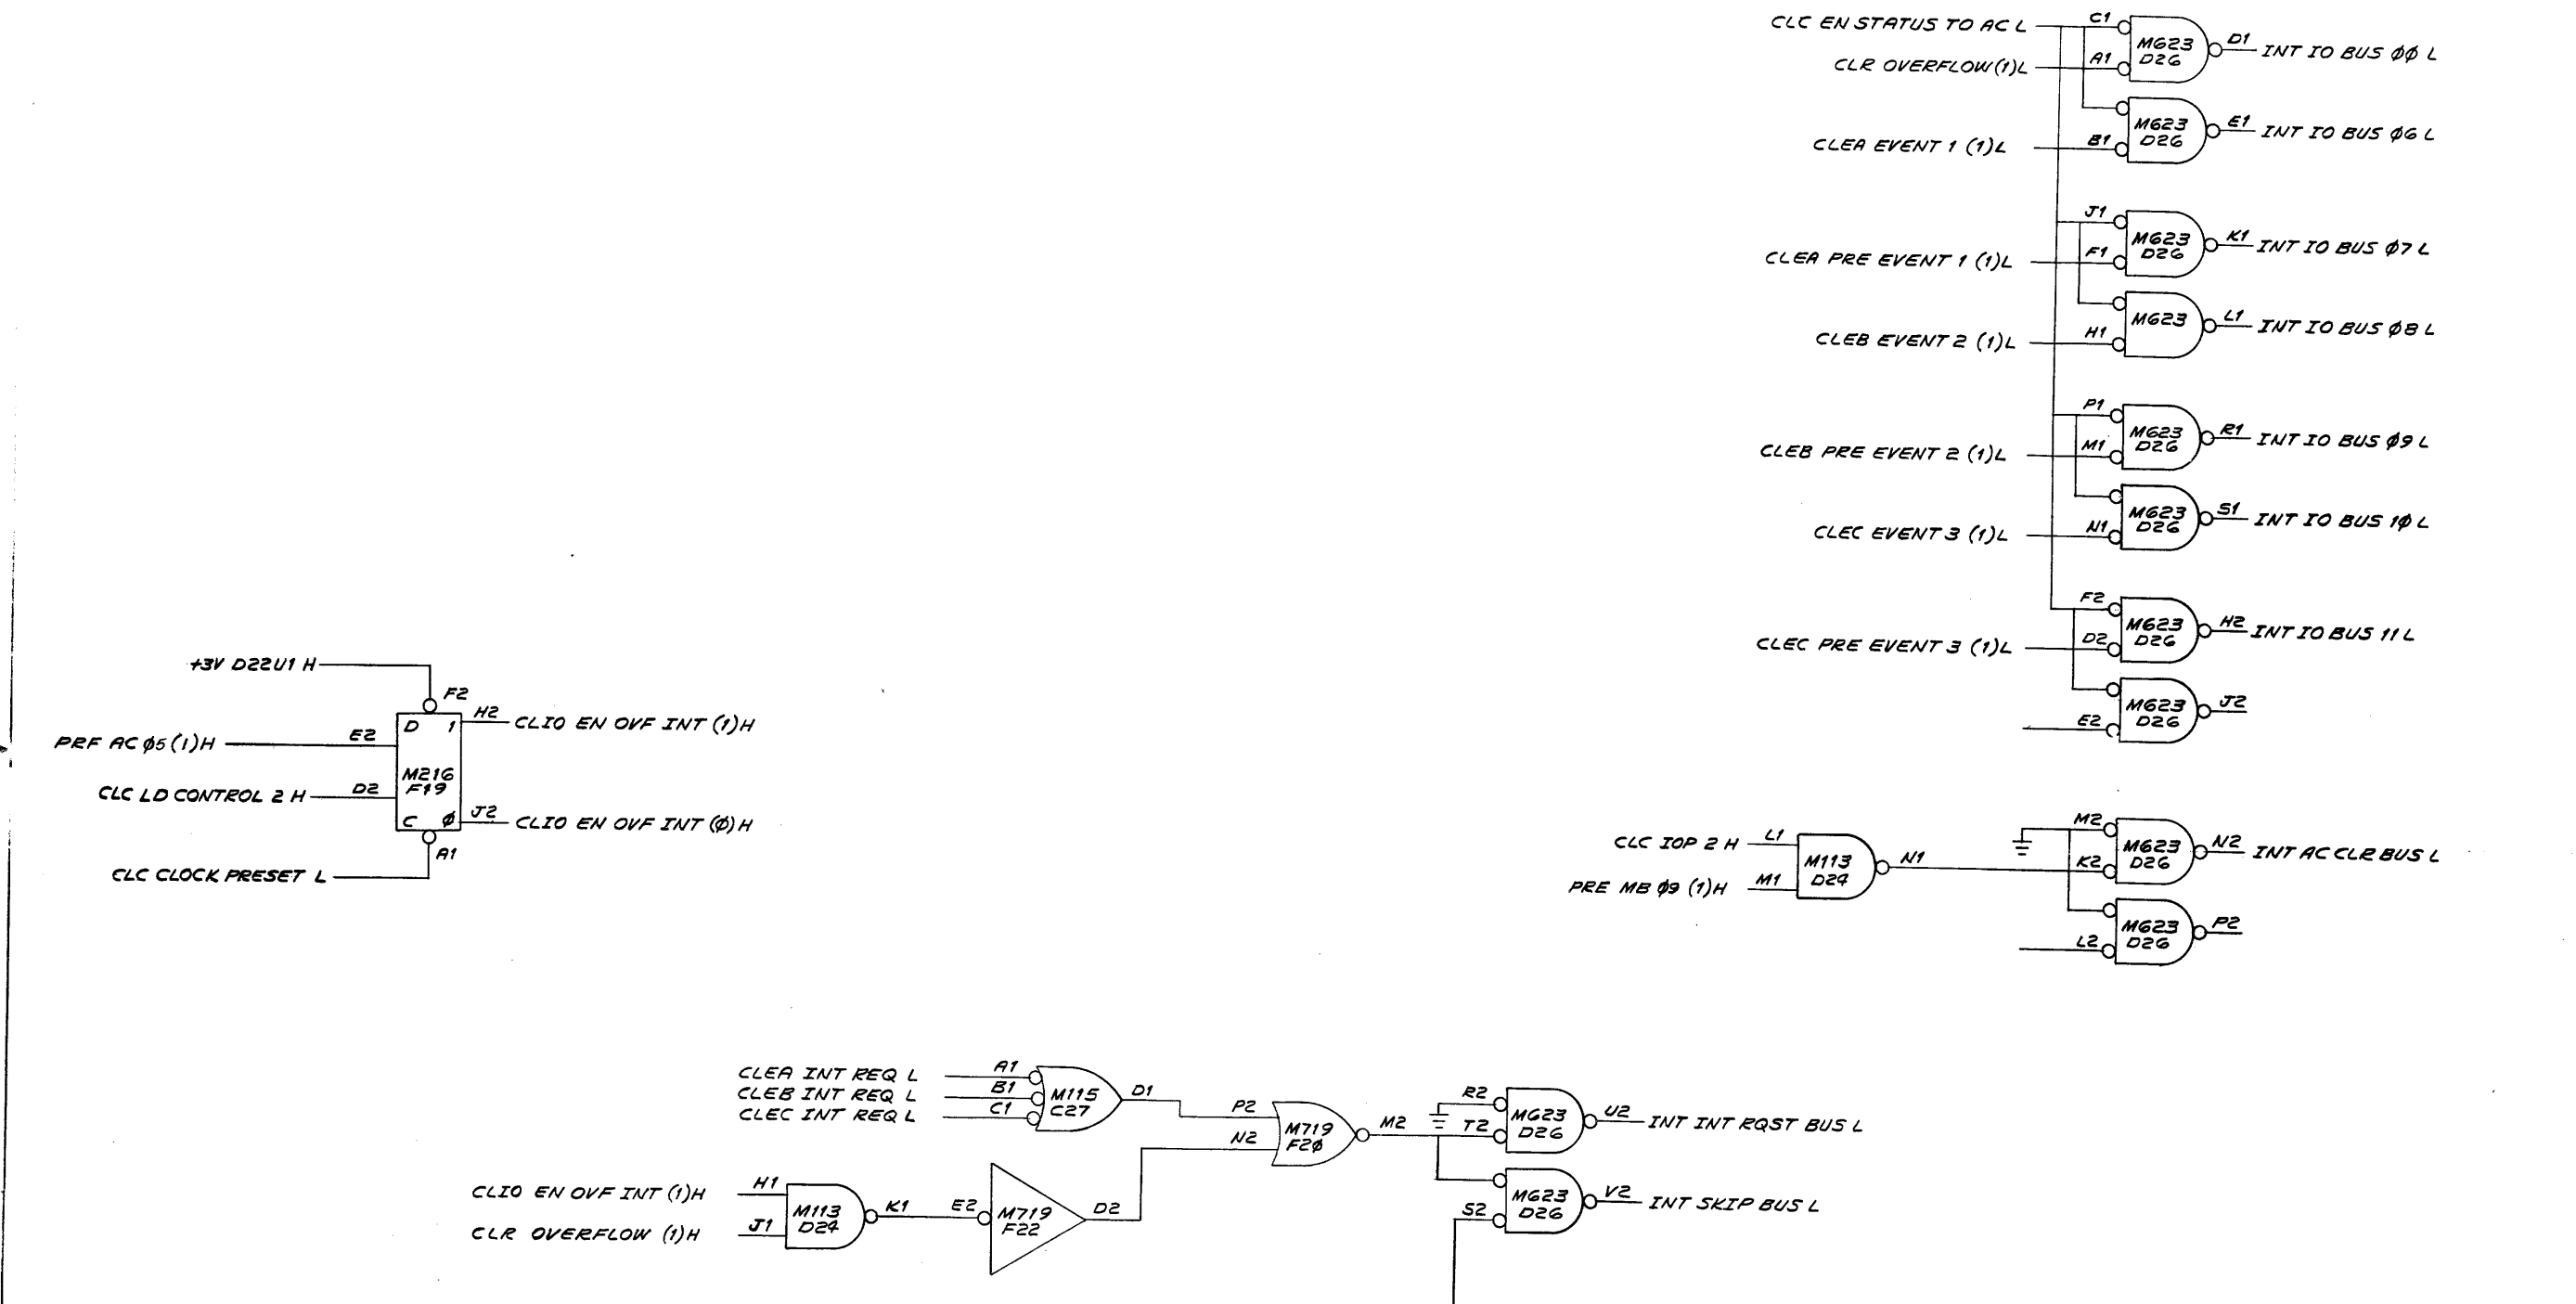 CLC EN STATUS TO AC L
C1
M623
D26
D1
INT IO BUS ØØ L
CLR OVERFLOW(1)L
A1
M623
D26
E1
INT IO BUS Ø6 L
CLEA EVENT 1 (1)L
B1
J1
M623
D26
K1
INT IO BUS Ø7 L
CLEA PRE EVENT 1 (1)L
F1
M623
L1
INT IO BUS Ø8 L
CLEB EVENT 2 (1)L
H1
P1
M623
D26
R1
INT IO BUS Ø9 L
CLEB PRE EVENT 2 (1)L
M1
M623
D26
S1
INT IO BUS 1Ø L
CLEC EVENT 3 (1)L
N1
F2
M623
D26
H2
INT IO BUS 11 L
CLEC PRE EVENT 3 (1)L
D2
M623
D26
J2
E2
+3V D22U1 H
F2
D 1
H2
CLIO EN OVF INT (1)H
PRF AC Ø5(1)H
E2
M216
F19
CLC LD CONTROL 2 H
D2
C Ø
J2
CLIO EN OVF INT (Ø)H
A1
CLC CLOCK PRESET L
CLC IOP 2 H
L1
M113
D24
N1
PRE MB Ø9 (1)H
M1
M2
M623
D26
N2
INT AC CLR BUS L
K2
M623
D26
P2
L2
CLEA INT REQ L
A1
CLEB INT REQ L
B1
CLEC INT REQ L
C1
M115
C27
D1
P2
N2
M719
F2Ø
M2
R2
T2
M623
D26
U2
INT INT RQST BUS L
CLIO EN OVF INT (1)H
H1
CLR OVERFLOW (1)H
J1
M113
D24
K1
E2
M719
F22
D2
M623
D26
V2
INT SKIP BUS L
S2